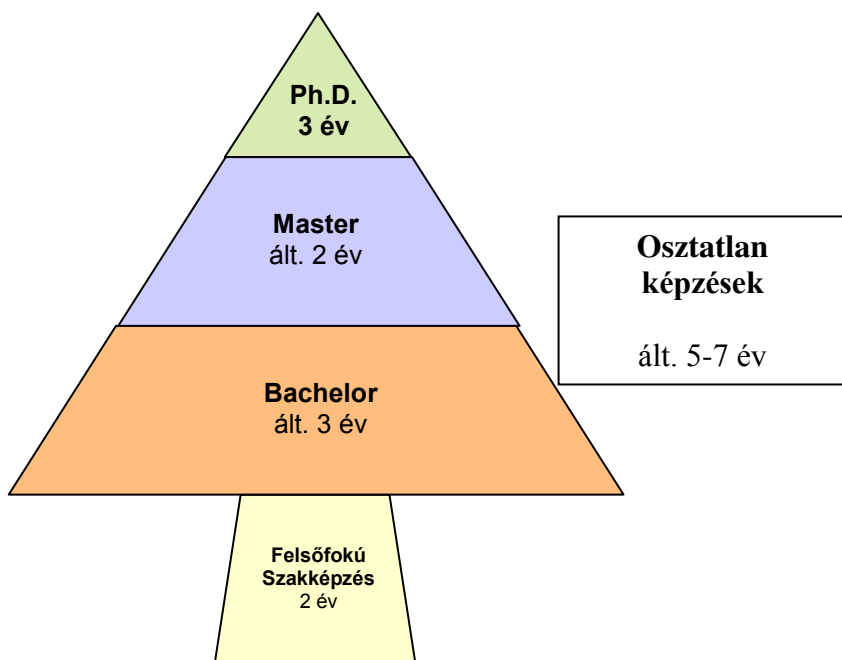 Ph.D.
3 év
Master
ált. 2 év
Osztatlan
képzések
ált. 5-7 év
Bachelor
ált. 3 év
Felsőfokú
Szakképzés
2 év